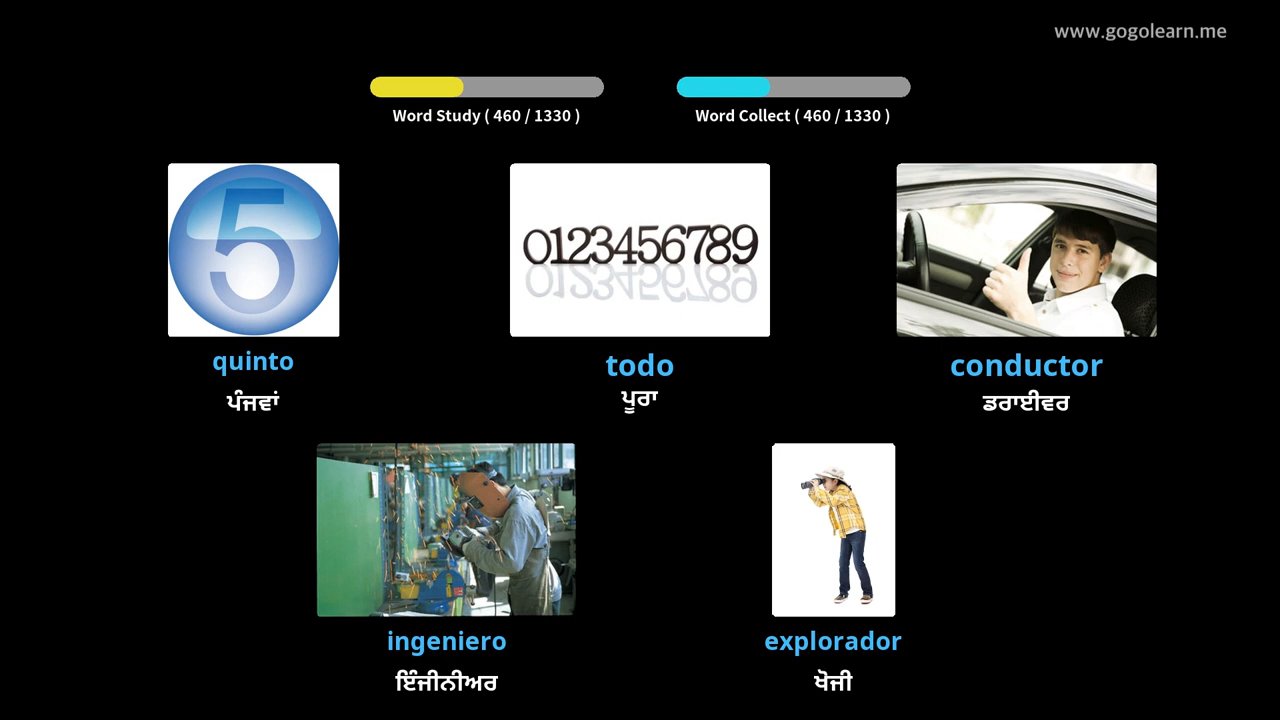 www.gogolearn.me
Word Study ( 460 / 1330 )
Word Collect ( 460 / 1330 )
5
0123456789
quinto
todo
conductor
ਪੰਜਵਾਂ
ਪੂਰਾ
ਡਰਾਈਵਰ
ingeniero
explorador
ਇੰਜੀਨੀਅਰ
ਖੋਜੀ